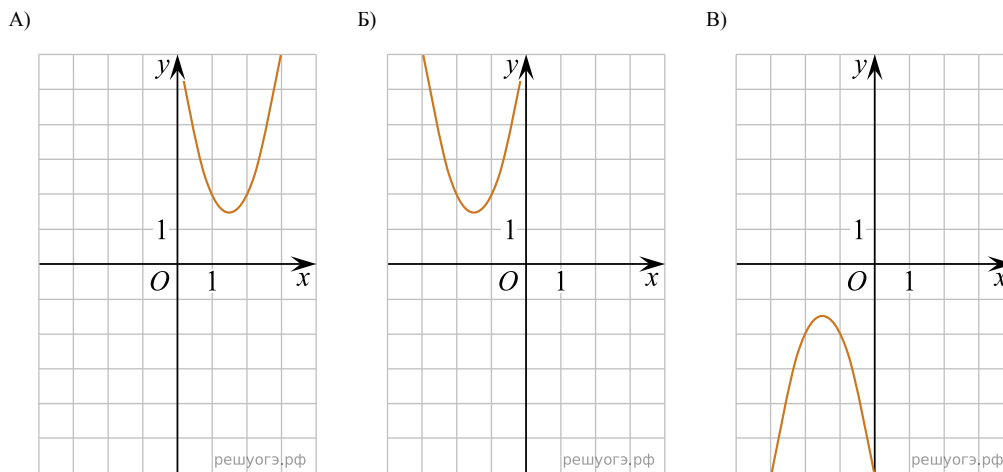 А) Б) В)
y y y
1 1 1
O 1 x O 1 x O 1 x
решуогэ.рф решуогэ.рф решуогэ.рф